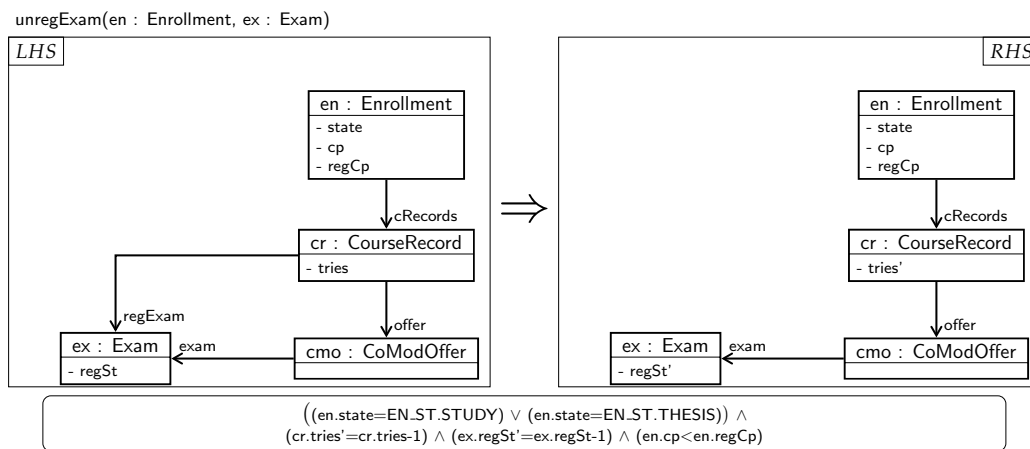 unregExam(en : Enrollment, ex : Exam)
LHS
en : Enrollment
- state
- cp
- regCp
cRecords
cr : CourseRecord
- tries
regExam
offer
ex : Exam
- regSt
exam
cmo : CoModOffer
⇒
RHS
en : Enrollment
- state
- cp
- regCp
cRecords
cr : CourseRecord
- tries'
offer
ex : Exam
- regSt'
exam
cmo : CoModOffer
((en.state=EN_ST.STUDY) ∨ (en.state=EN_ST.THESIS)) ∧
(cr.tries'=cr.tries-1) ∧ (ex.regSt'=ex.regSt-1) ∧ (en.cp<en.regCp)